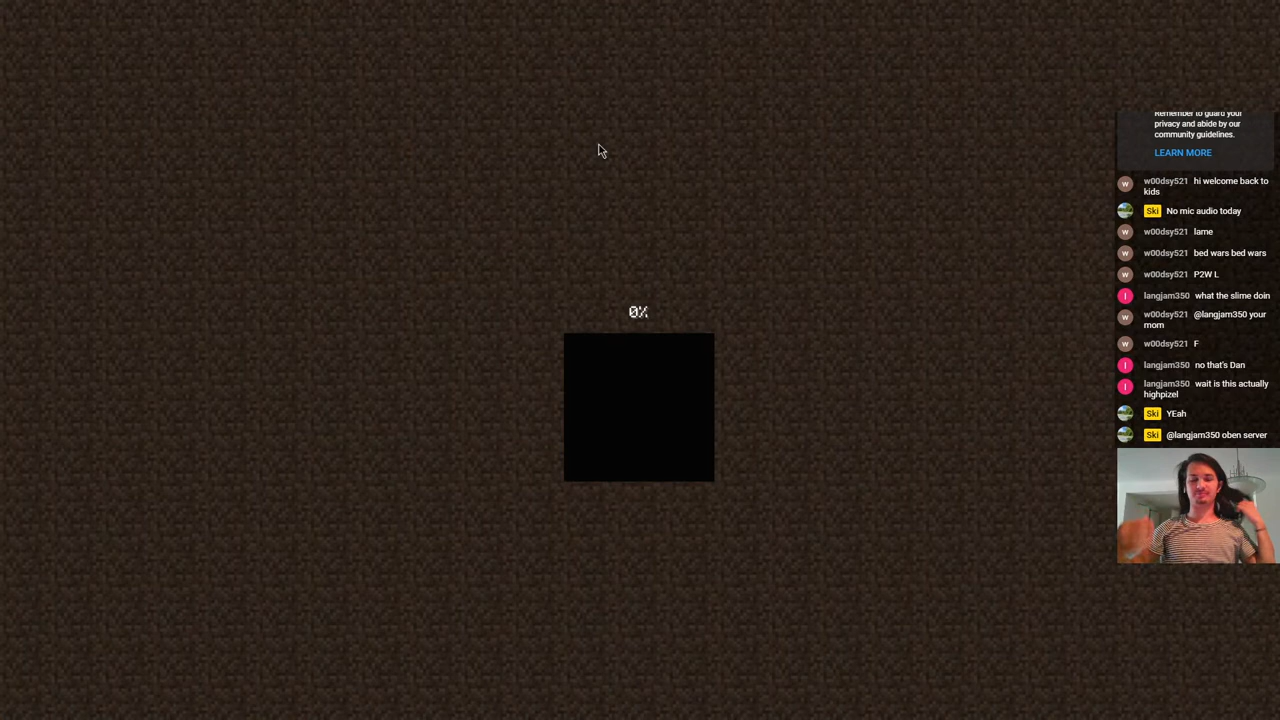 Remember to guard your
privacy and abide by our
community guidelines.
LEARN MORE
w00dsy521 hi welcome back to
kids
Ski No mic audio today
w00dsy521 lame
w00dsy521 bed wars bed wars
w00dsy521 P2W L
langjam350 what the slime doin
w00dsy521 @langjam350 your
mom
w00dsy521 F
langjam350 no that's Dan
langjam350 wait is this actually
highpizel
Ski YEah
Ski @langjam350 oben server
0%